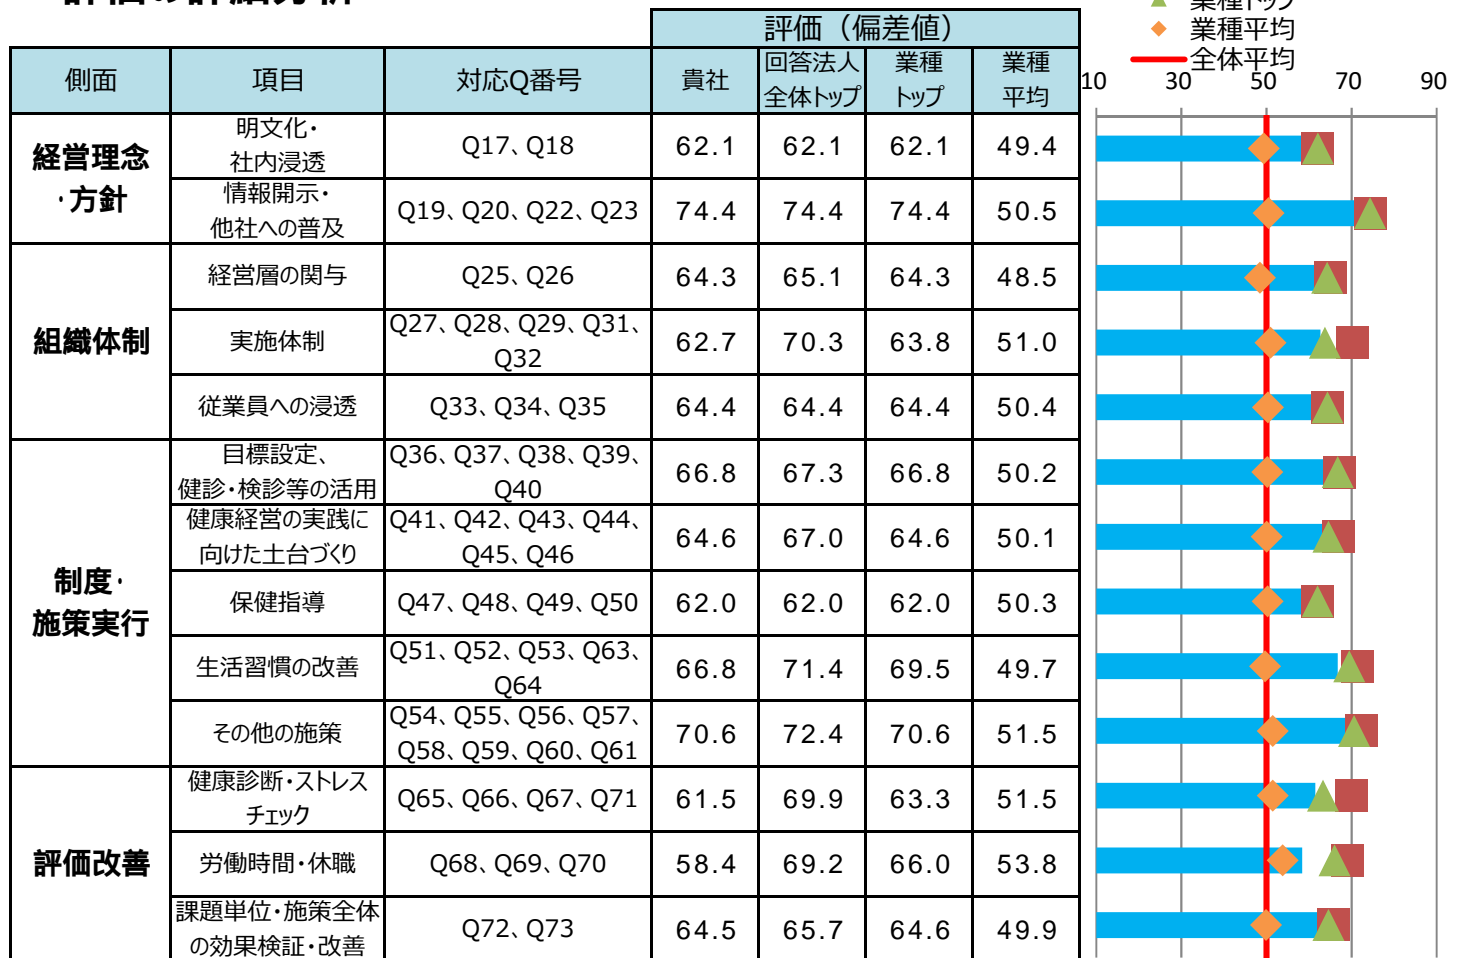 評価の詳細分析
業種トップ
業種平均
全体平均
評価（偏差値）
側面 項目 対応Q番号 貴社 回答法人 業種 業種
全体トップ トップ 平均
10 30 50 70 90
経営理念
・方針
明文化・
社内浸透
Q17、Q18 62.1 62.1 62.1 49.4
情報開示・
他社への普及
Q19、Q20、Q22、Q23 74.4 74.4 74.4 50.5
組織体制
経営層の関与 Q25、Q26 64.3 65.1 64.3 48.5
実施体制
Q27、Q28、Q29、Q31、
Q32
62.7 70.3 63.8 51.0
従業員への浸透 Q33、Q34、Q35 64.4 64.4 64.4 50.4
制度・
施策実行
目標設定、
健診・検診等の活用
Q36、Q37、Q38、Q39、
Q40
66.8 67.3 66.8 50.2
健康経営の実践に
向けた土台づくり
Q41、Q42、Q43、Q44、
Q45、Q46
64.6 67.0 64.6 50.1
保健指導 Q47、Q48、Q49、Q50 62.0 62.0 62.0 50.3
生活習慣の改善
Q51、Q52、Q53、Q63、
Q64
66.8 71.4 69.5 49.7
その他の施策
Q54、Q55、Q56、Q57、
Q58、Q59、Q60、Q61
70.6 72.4 70.6 51.5
評価改善
健康診断・ストレス
チェック
Q65、Q66、Q67、Q71 61.5 69.9 63.3 51.5
労働時間・休職 Q68、Q69、Q70 58.4 69.2 66.0 53.8
課題単位・施策全体
の効果検証・改善
Q72、Q73 64.5 65.7 64.6 49.9